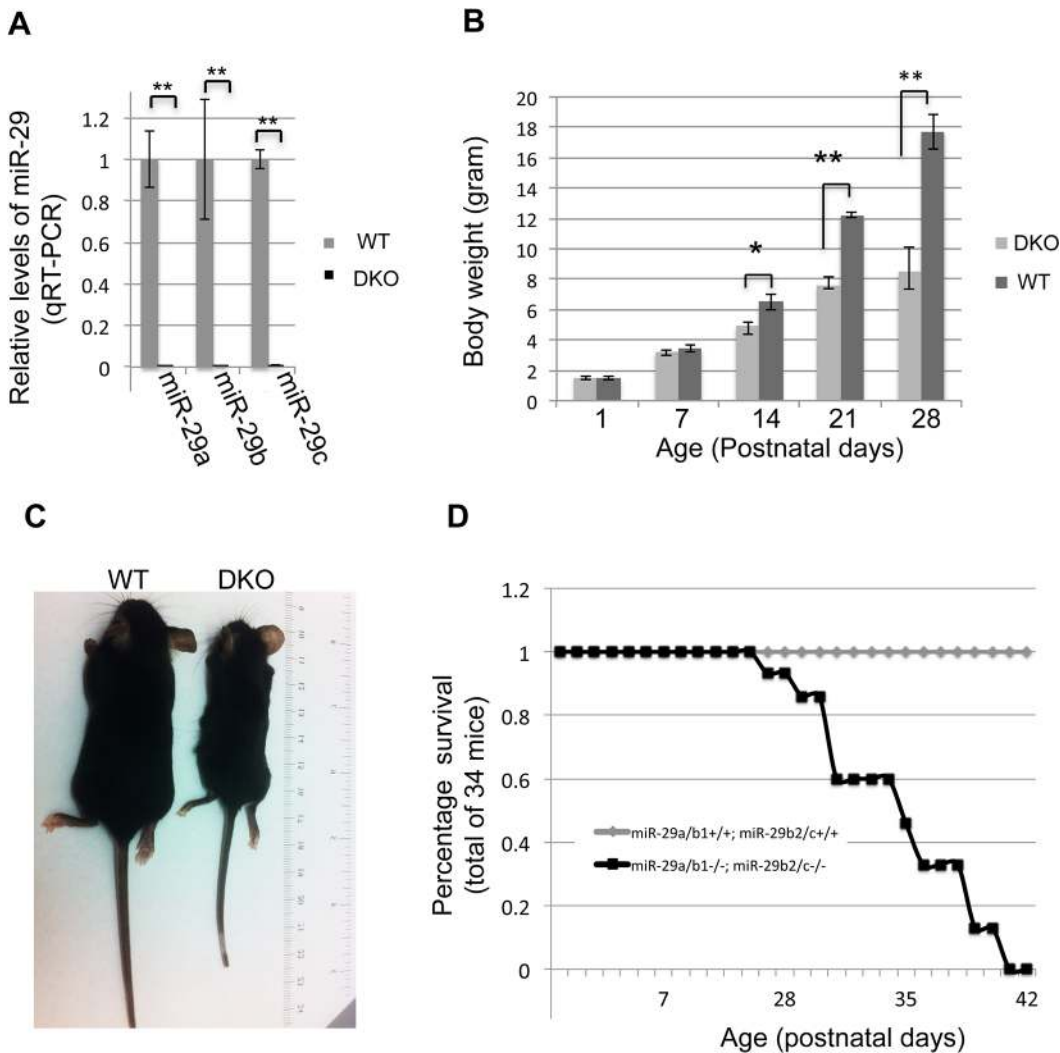 A
Relative levels of miR-29
(qRT-PCR)
1.2
1
0.8
0.6
0.4
0.2
0
**
**
**
miR-29a
miR-29b
miR-29c
WT
DKO
B
Body weight (gram)
20
18
16
14
12
10
8
6
4
2
0
*
**
**
1 7 14 21 28
Age (Postnatal days)
DKO
WT
C
WT DKO
D
Percentage survival
(total of 34 mice)
1.2
1
0.8
0.6
0.4
0.2
0
miR-29a/b1+/+; miR-29b2/c+/+
miR-29a/b1-/-; miR-29b2/c-/-
7 28 35 42
Age (postnatal days)